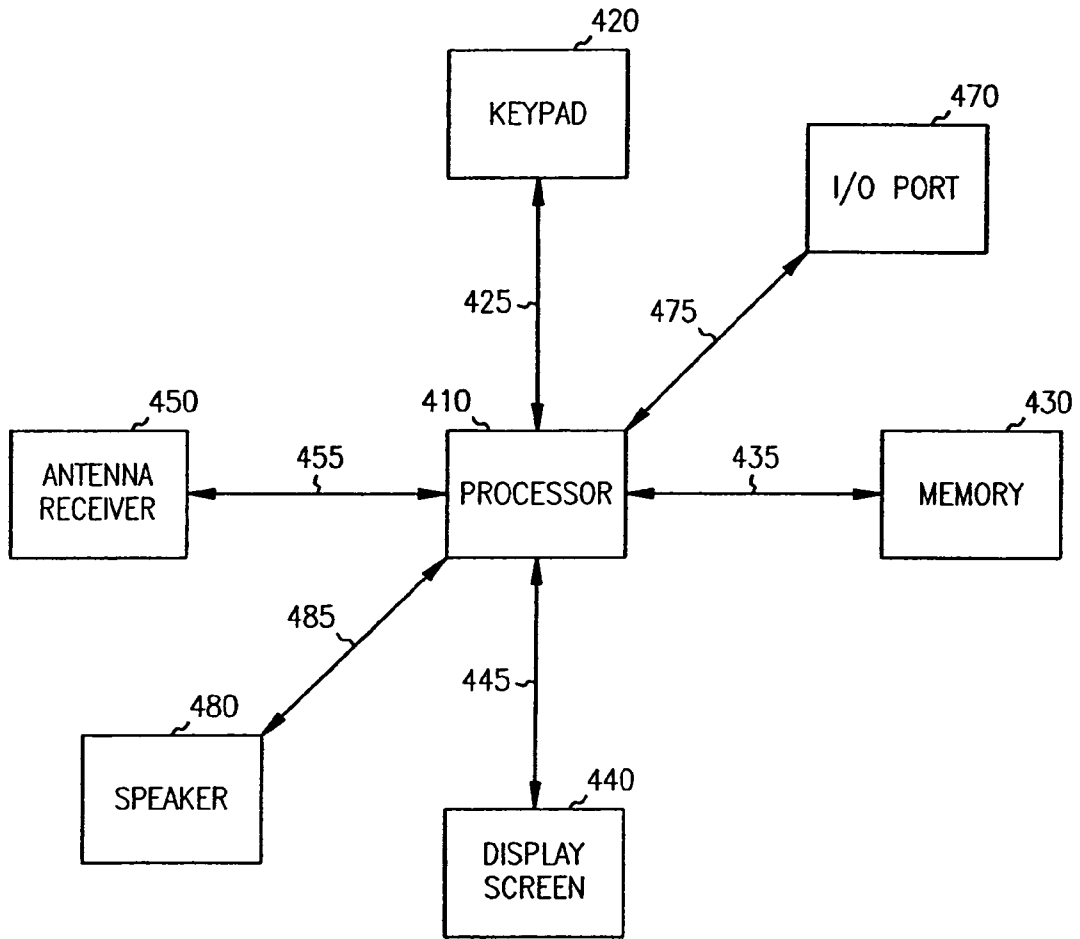 420
KEYPAD
470
I/O PORT
425
475
450
ANTENNA
RECEIVER
455
410
PROCESSOR
435
430
MEMORY
485
445
480
SPEAKER
440
DISPLAY
SCREEN